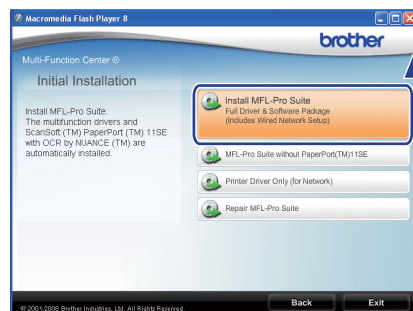 Macromedia Flash Player 8
brother
Multi-Function Center ®
Initial Installation
Install MFL-Pro Suite:
The multifunction drivers and
ScanSoft (TM) PaperPort (TM) 11SE
with OCR by NUANCE (TM) are
automatically installed.
Install MFL-Pro Suite
Full Driver & Software Package
(Includes Wired Network Setup)
MFL-Pro Suite without PaperPort(TM)11SE
Printer Driver Only (for Network)
Repair MFL-Pro Suite
© 2001-2008 Brother Industries, Ltd. All Rights Reserved.
Back
Exit